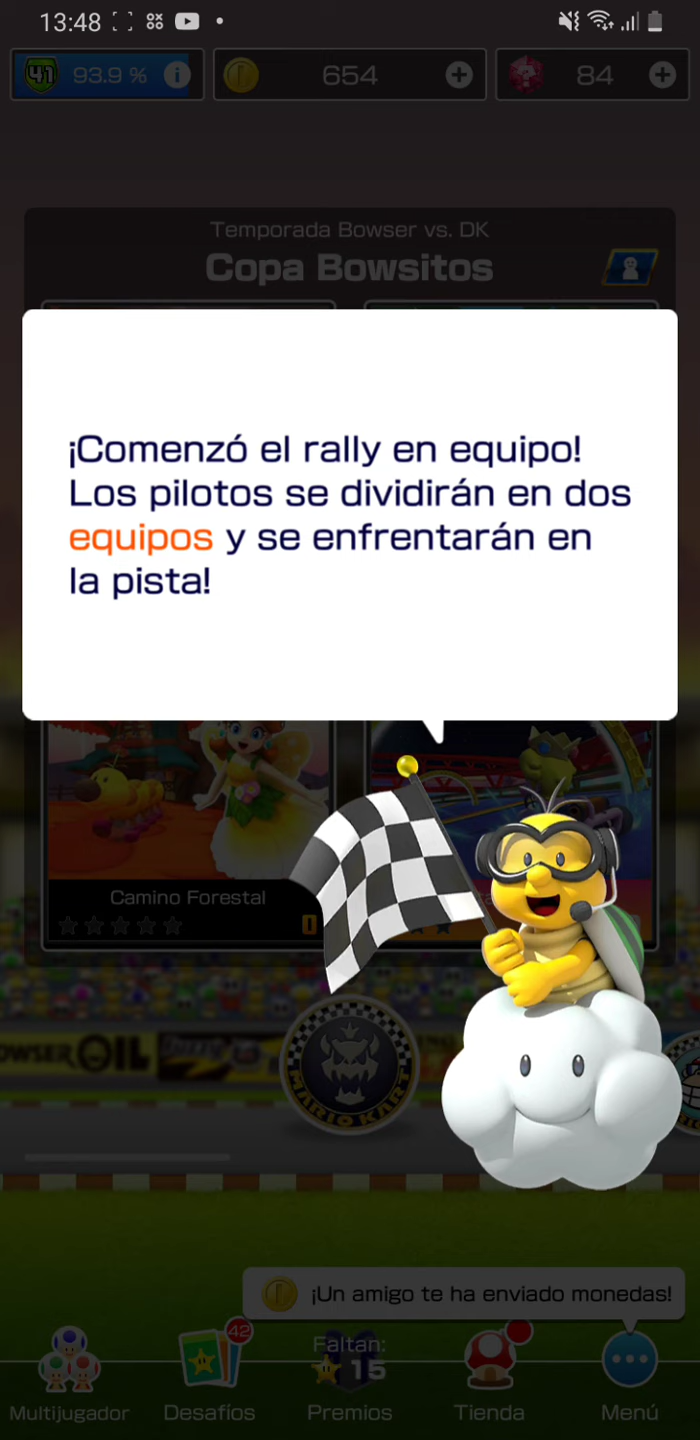 13:48
41 93.9 % i
654 +
84 +
Temporada Bowser vs. DK
Copa Bowsitos
¡Comenzó el rally en equipo!
Los pilotos se dividirán en dos
equipos y se enfrentarán en
la pista!
Camino Forestal
OWSER OIL
MARIO KART
¡Un amigo te ha enviado monedas!
42
Faltan:
15
Multijugador Desafíos Premios Tienda Menú